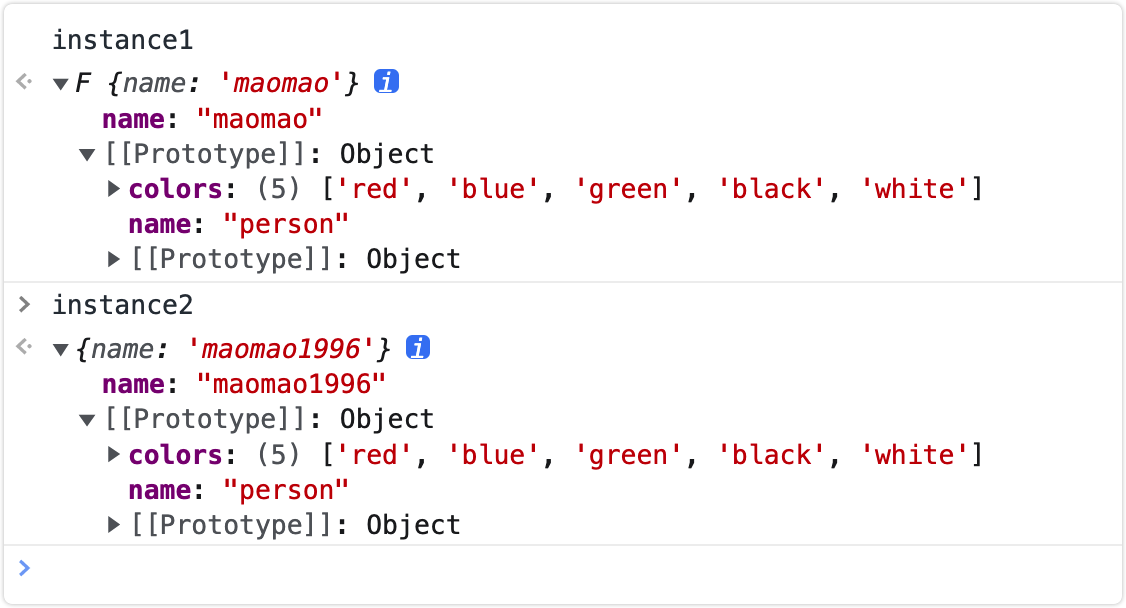 instance1
F {name: 'maomao'} i
name: "maomao"
[[Prototype]]: Object
colors: (5) ['red', 'blue', 'green', 'black', 'white']
name: "person"
[[Prototype]]: Object
instance2
{name: 'maomao1996'} i
name: "maomao1996"
[[Prototype]]: Object
colors: (5) ['red', 'blue', 'green', 'black', 'white']
name: "person"
[[Prototype]]: Object